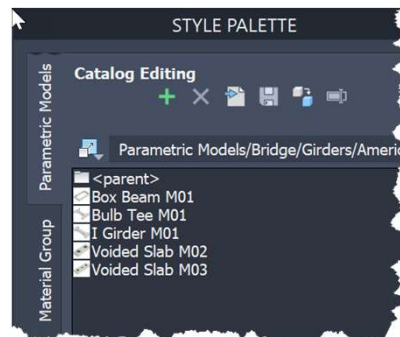 STYLE PALETTE
Parametric Models
Catalog Editing
Parametric Models/Bridge/Girders/Americ
<parent>
Box Beam M01
Bulb Tee M01
I Girder M01
Voided Slab M02
Voided Slab M03
Material Group